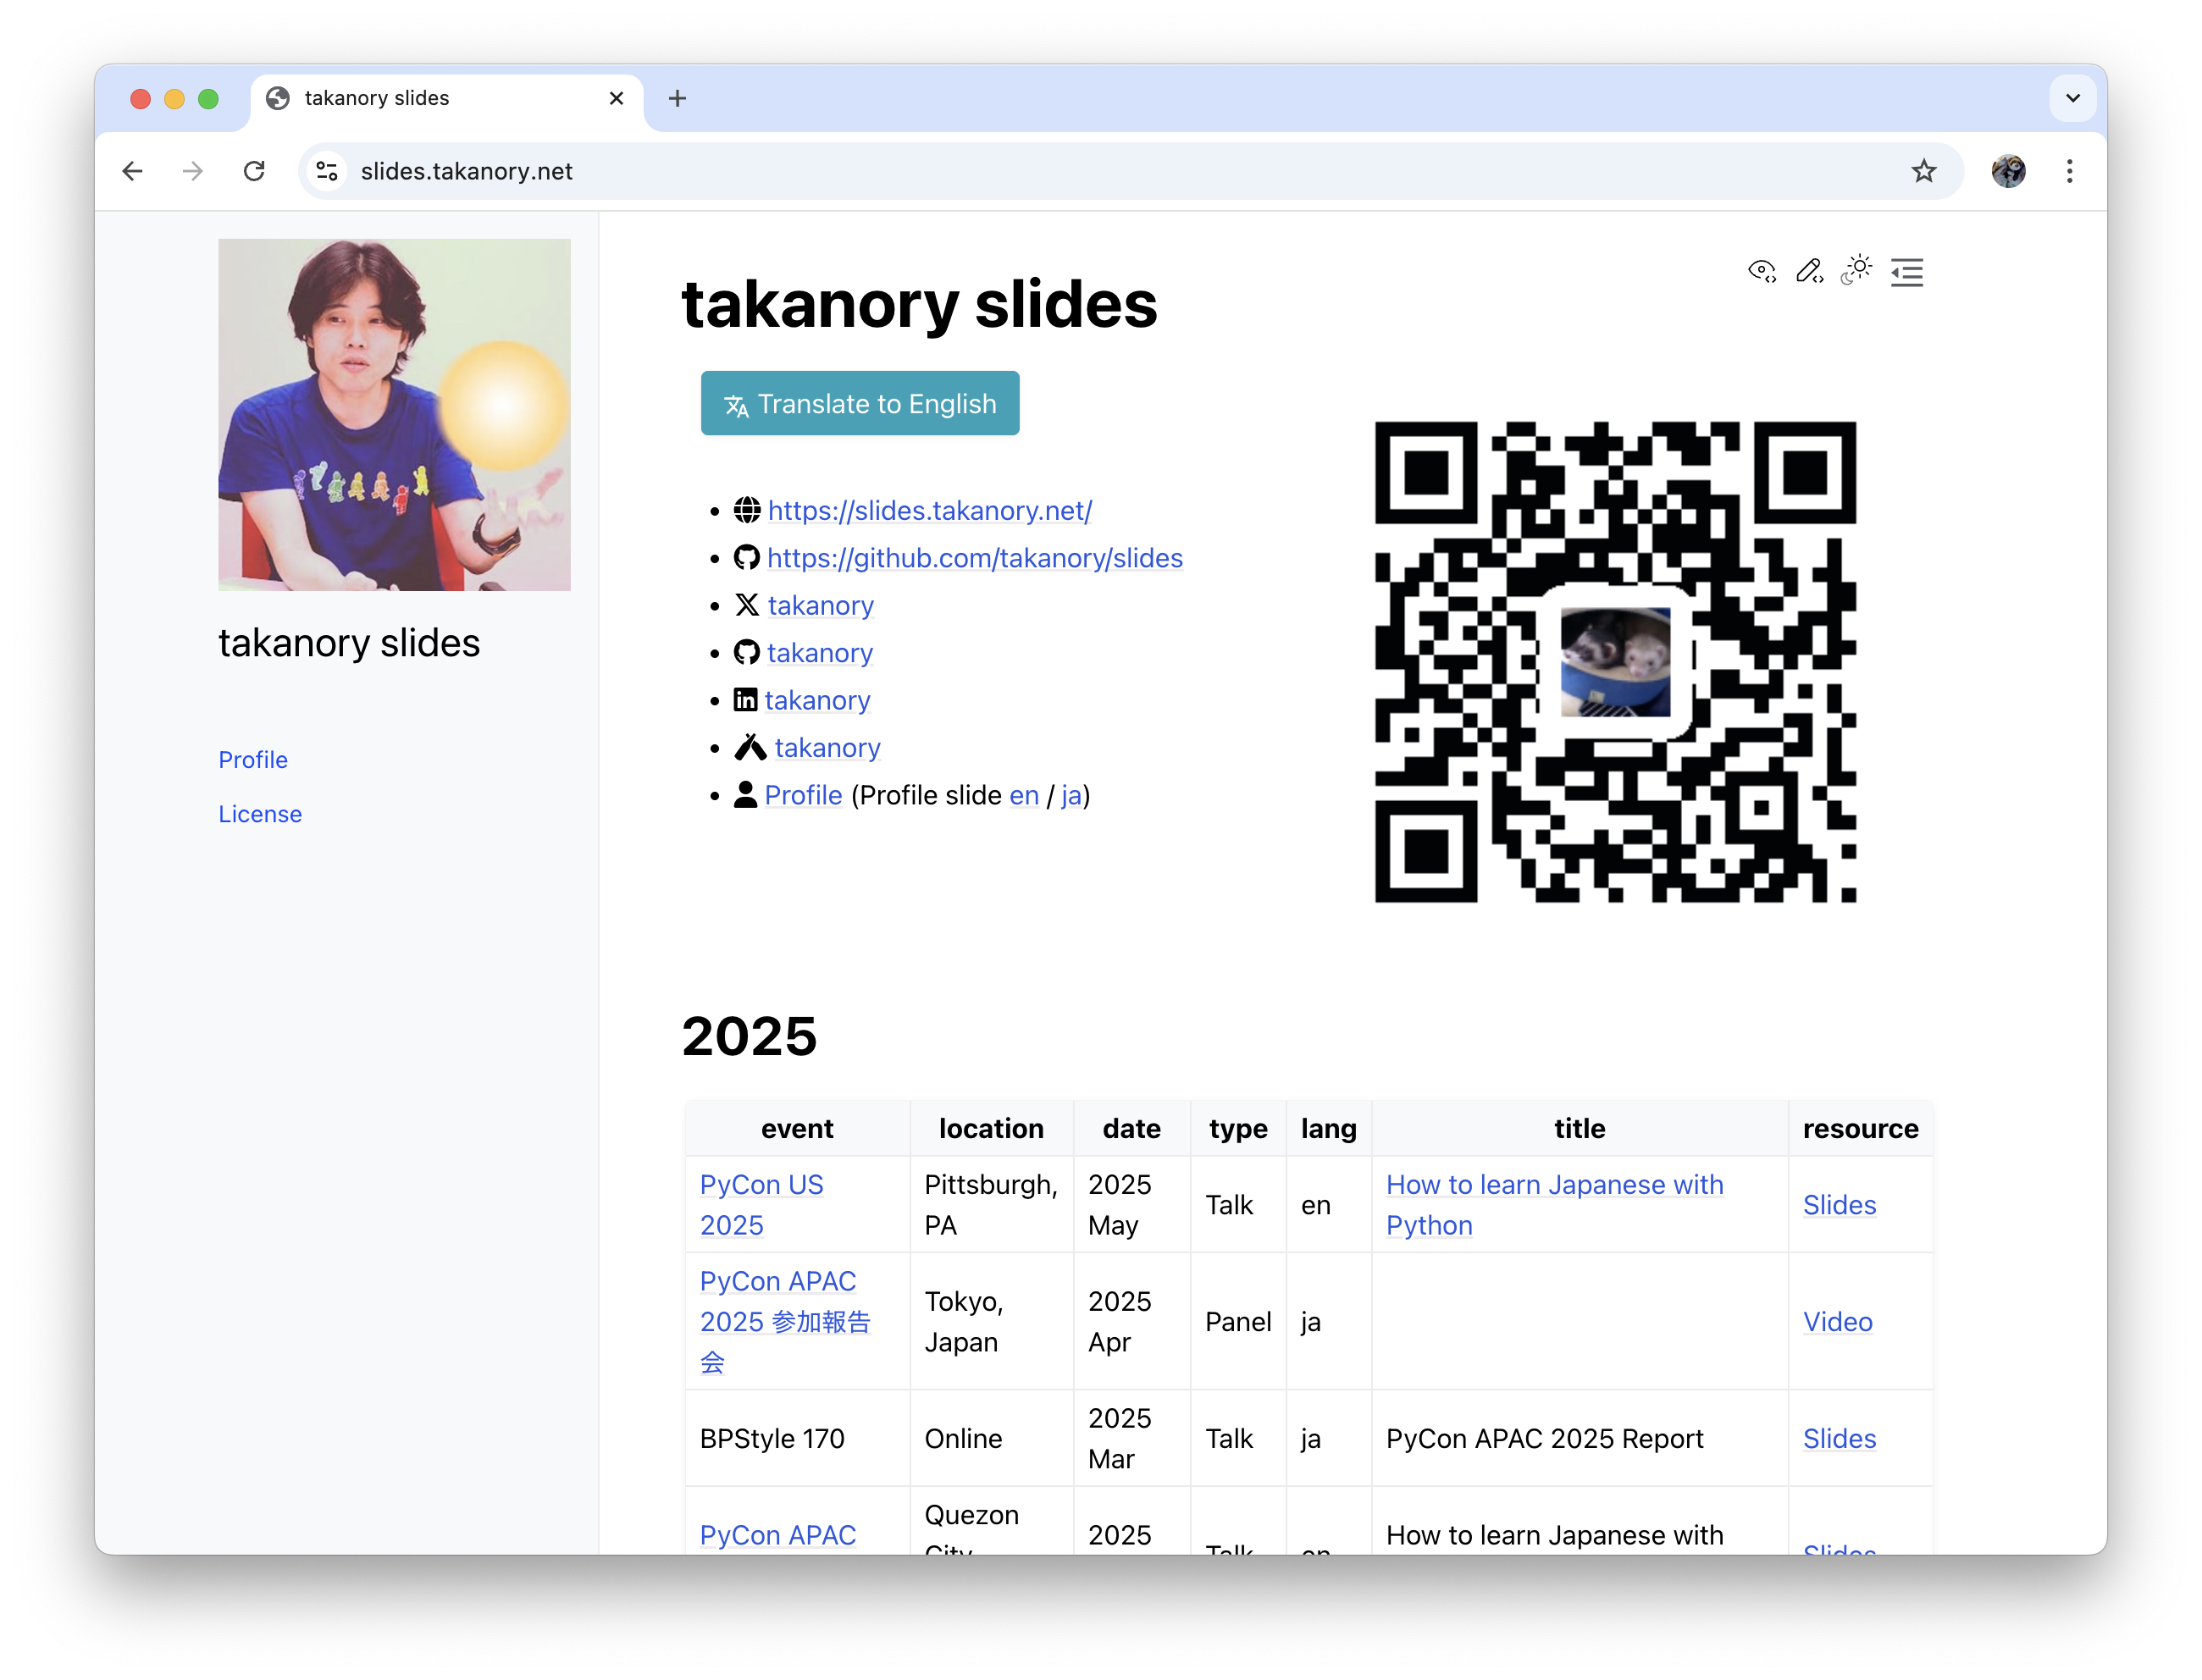 takanory slides
slides.takanory.net
takanory slides
Profile
License
takanory slides
Translate to English
https://slides.takanory.net/
https://github.com/takanory/slides
takanory
takanory
takanory
takanory
Profile (Profile slide en / ja)
2025
event location date type lang title resource
PyCon US 2025 Pittsburgh, PA 2025 May Talk en How to learn Japanese with Python Slides
PyCon APAC 2025 参加報告会 Tokyo, Japan 2025 Apr Panel ja Video
BPStyle 170 Online 2025 Mar Talk ja PyCon APAC 2025 Report Slides
PyCon APAC Quezon City, 2025 Talk en How to learn Japanese with Slides